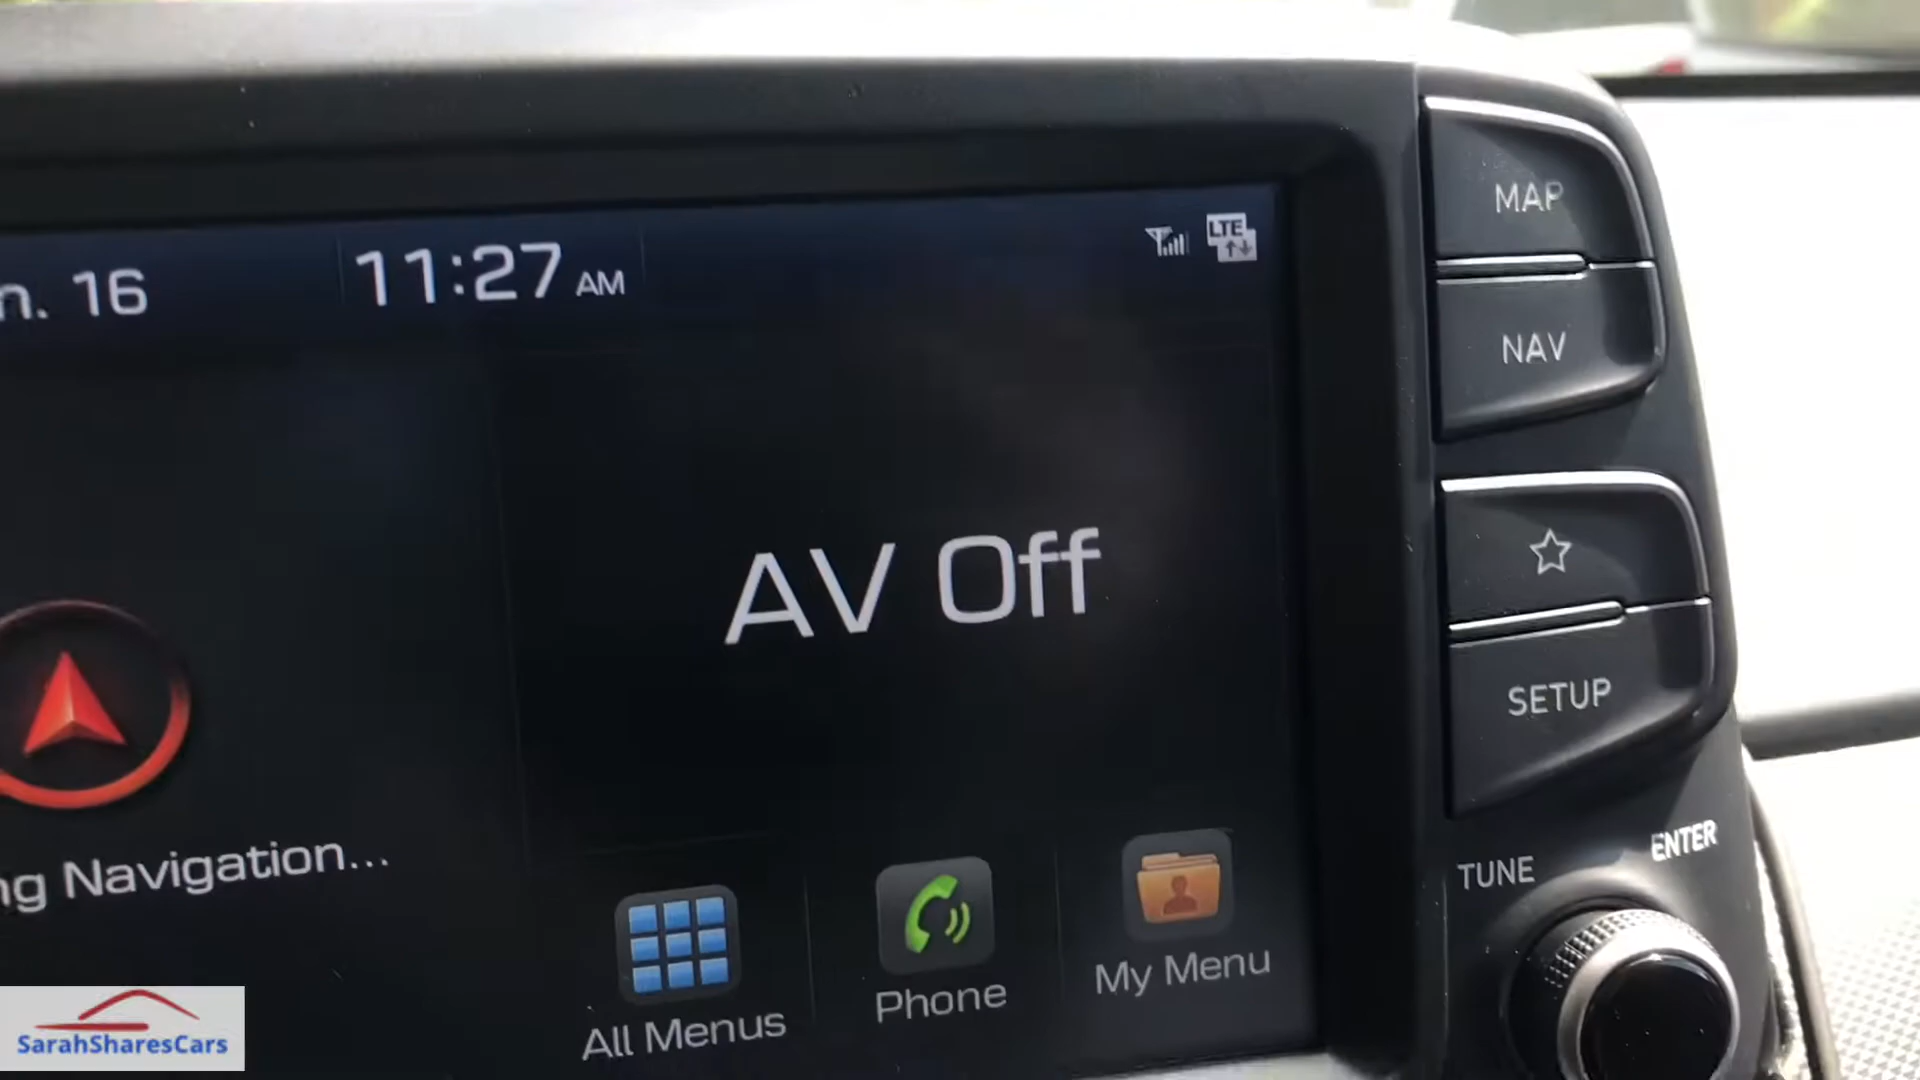 n. 16
11:27 AM
LTE
AV Off
ng Navigation...
All Menus
Phone
My Menu
MAP
NAV
SETUP
TUNE
ENTER
SarahSharesCars